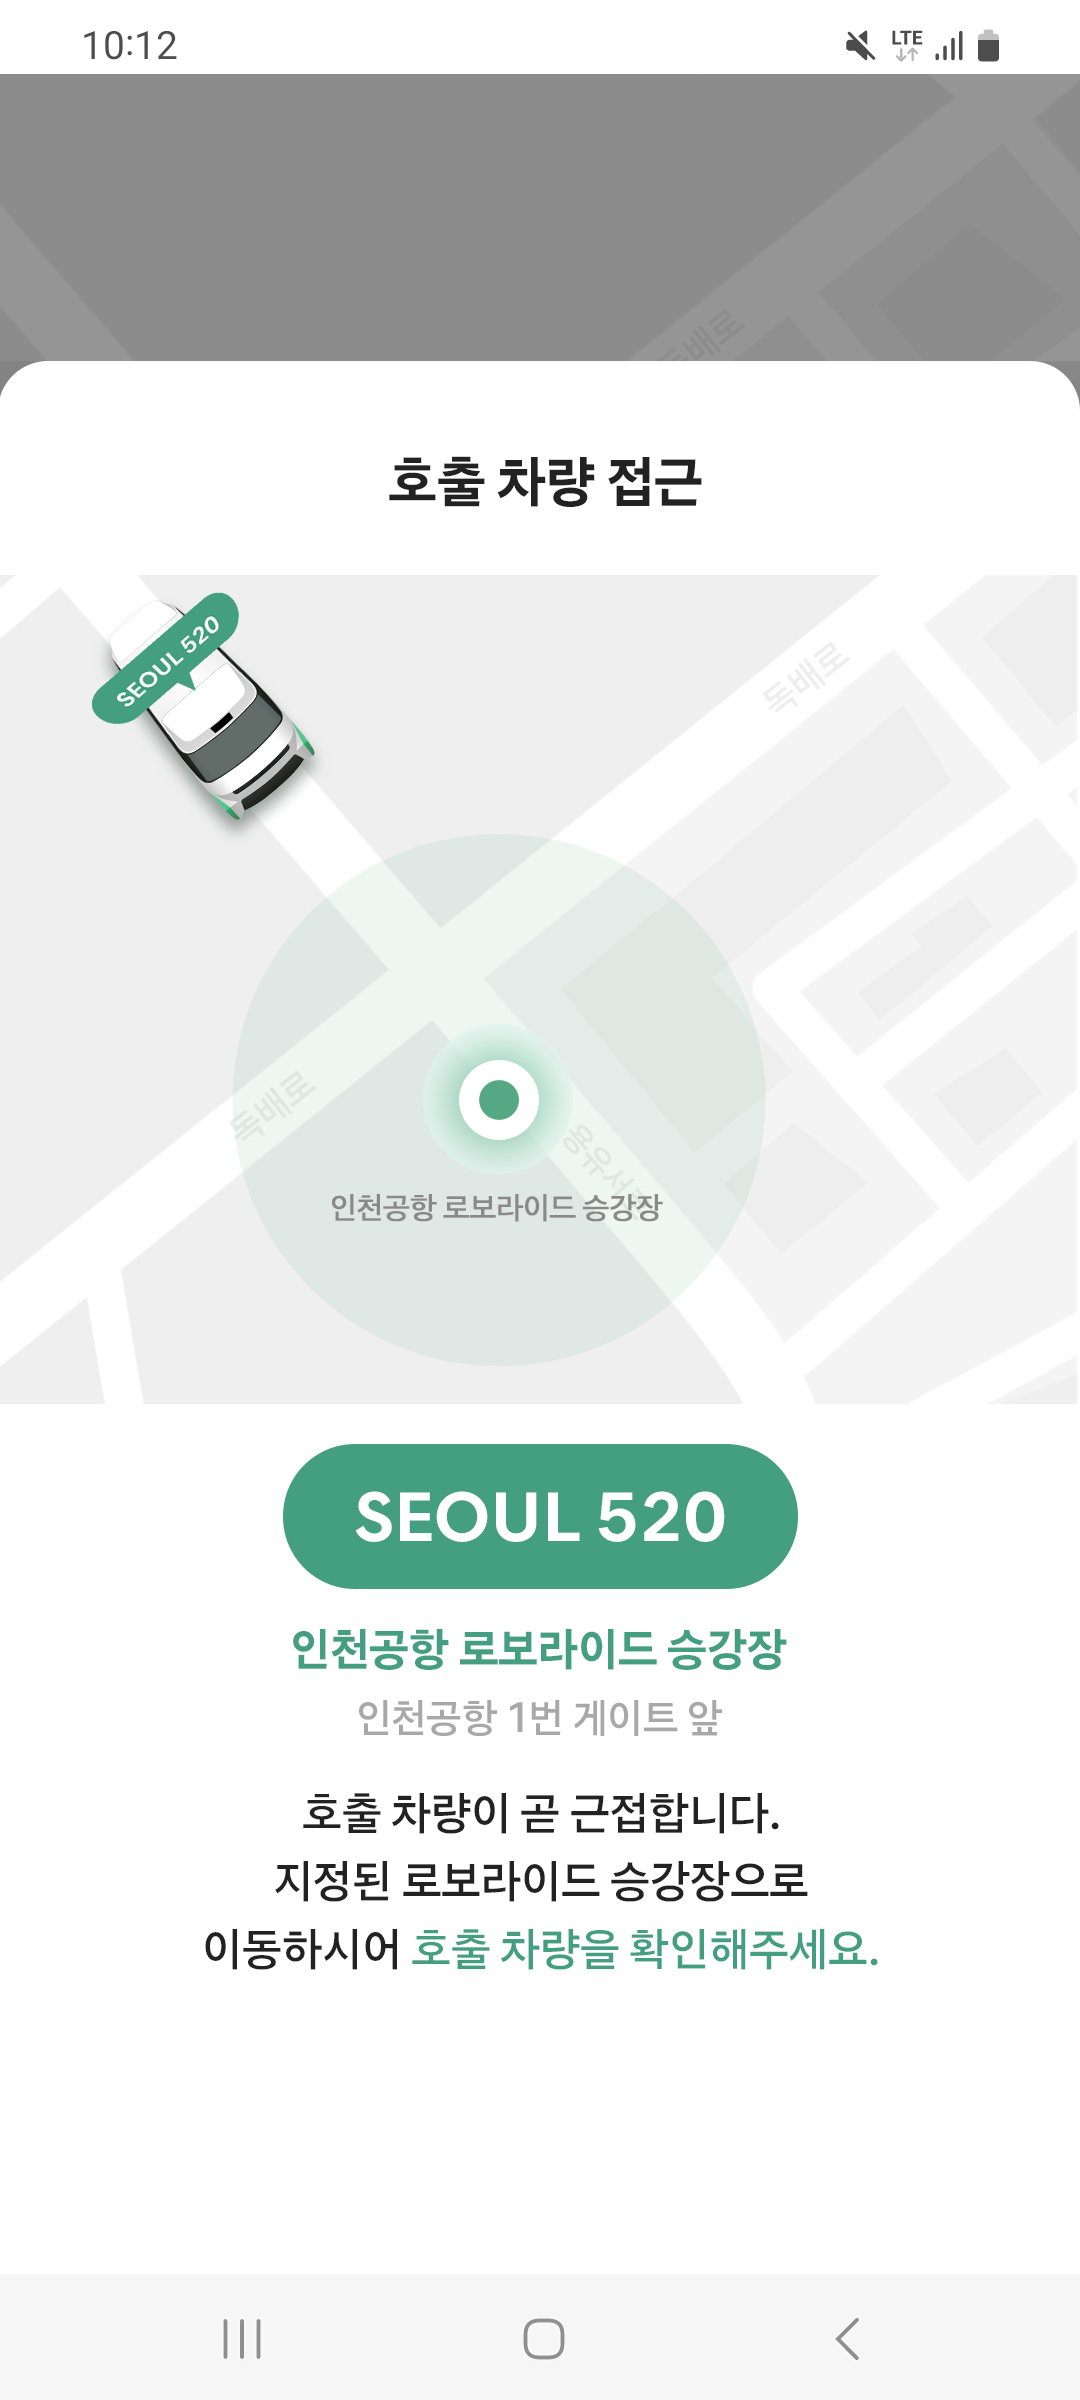 10:12
LTE
독배로
호출 차량 접근
SEOUL 520
독배로
독배로
인천공항 로보라이드 승강장
SEOUL 520
인천공항 로보라이드 승강장
인천공항 1번 게이트 앞
호출 차량이 곧 근접합니다.
지정된 로보라이드 승강장으로
이동하시어 호출 차량을 확인해주세요.